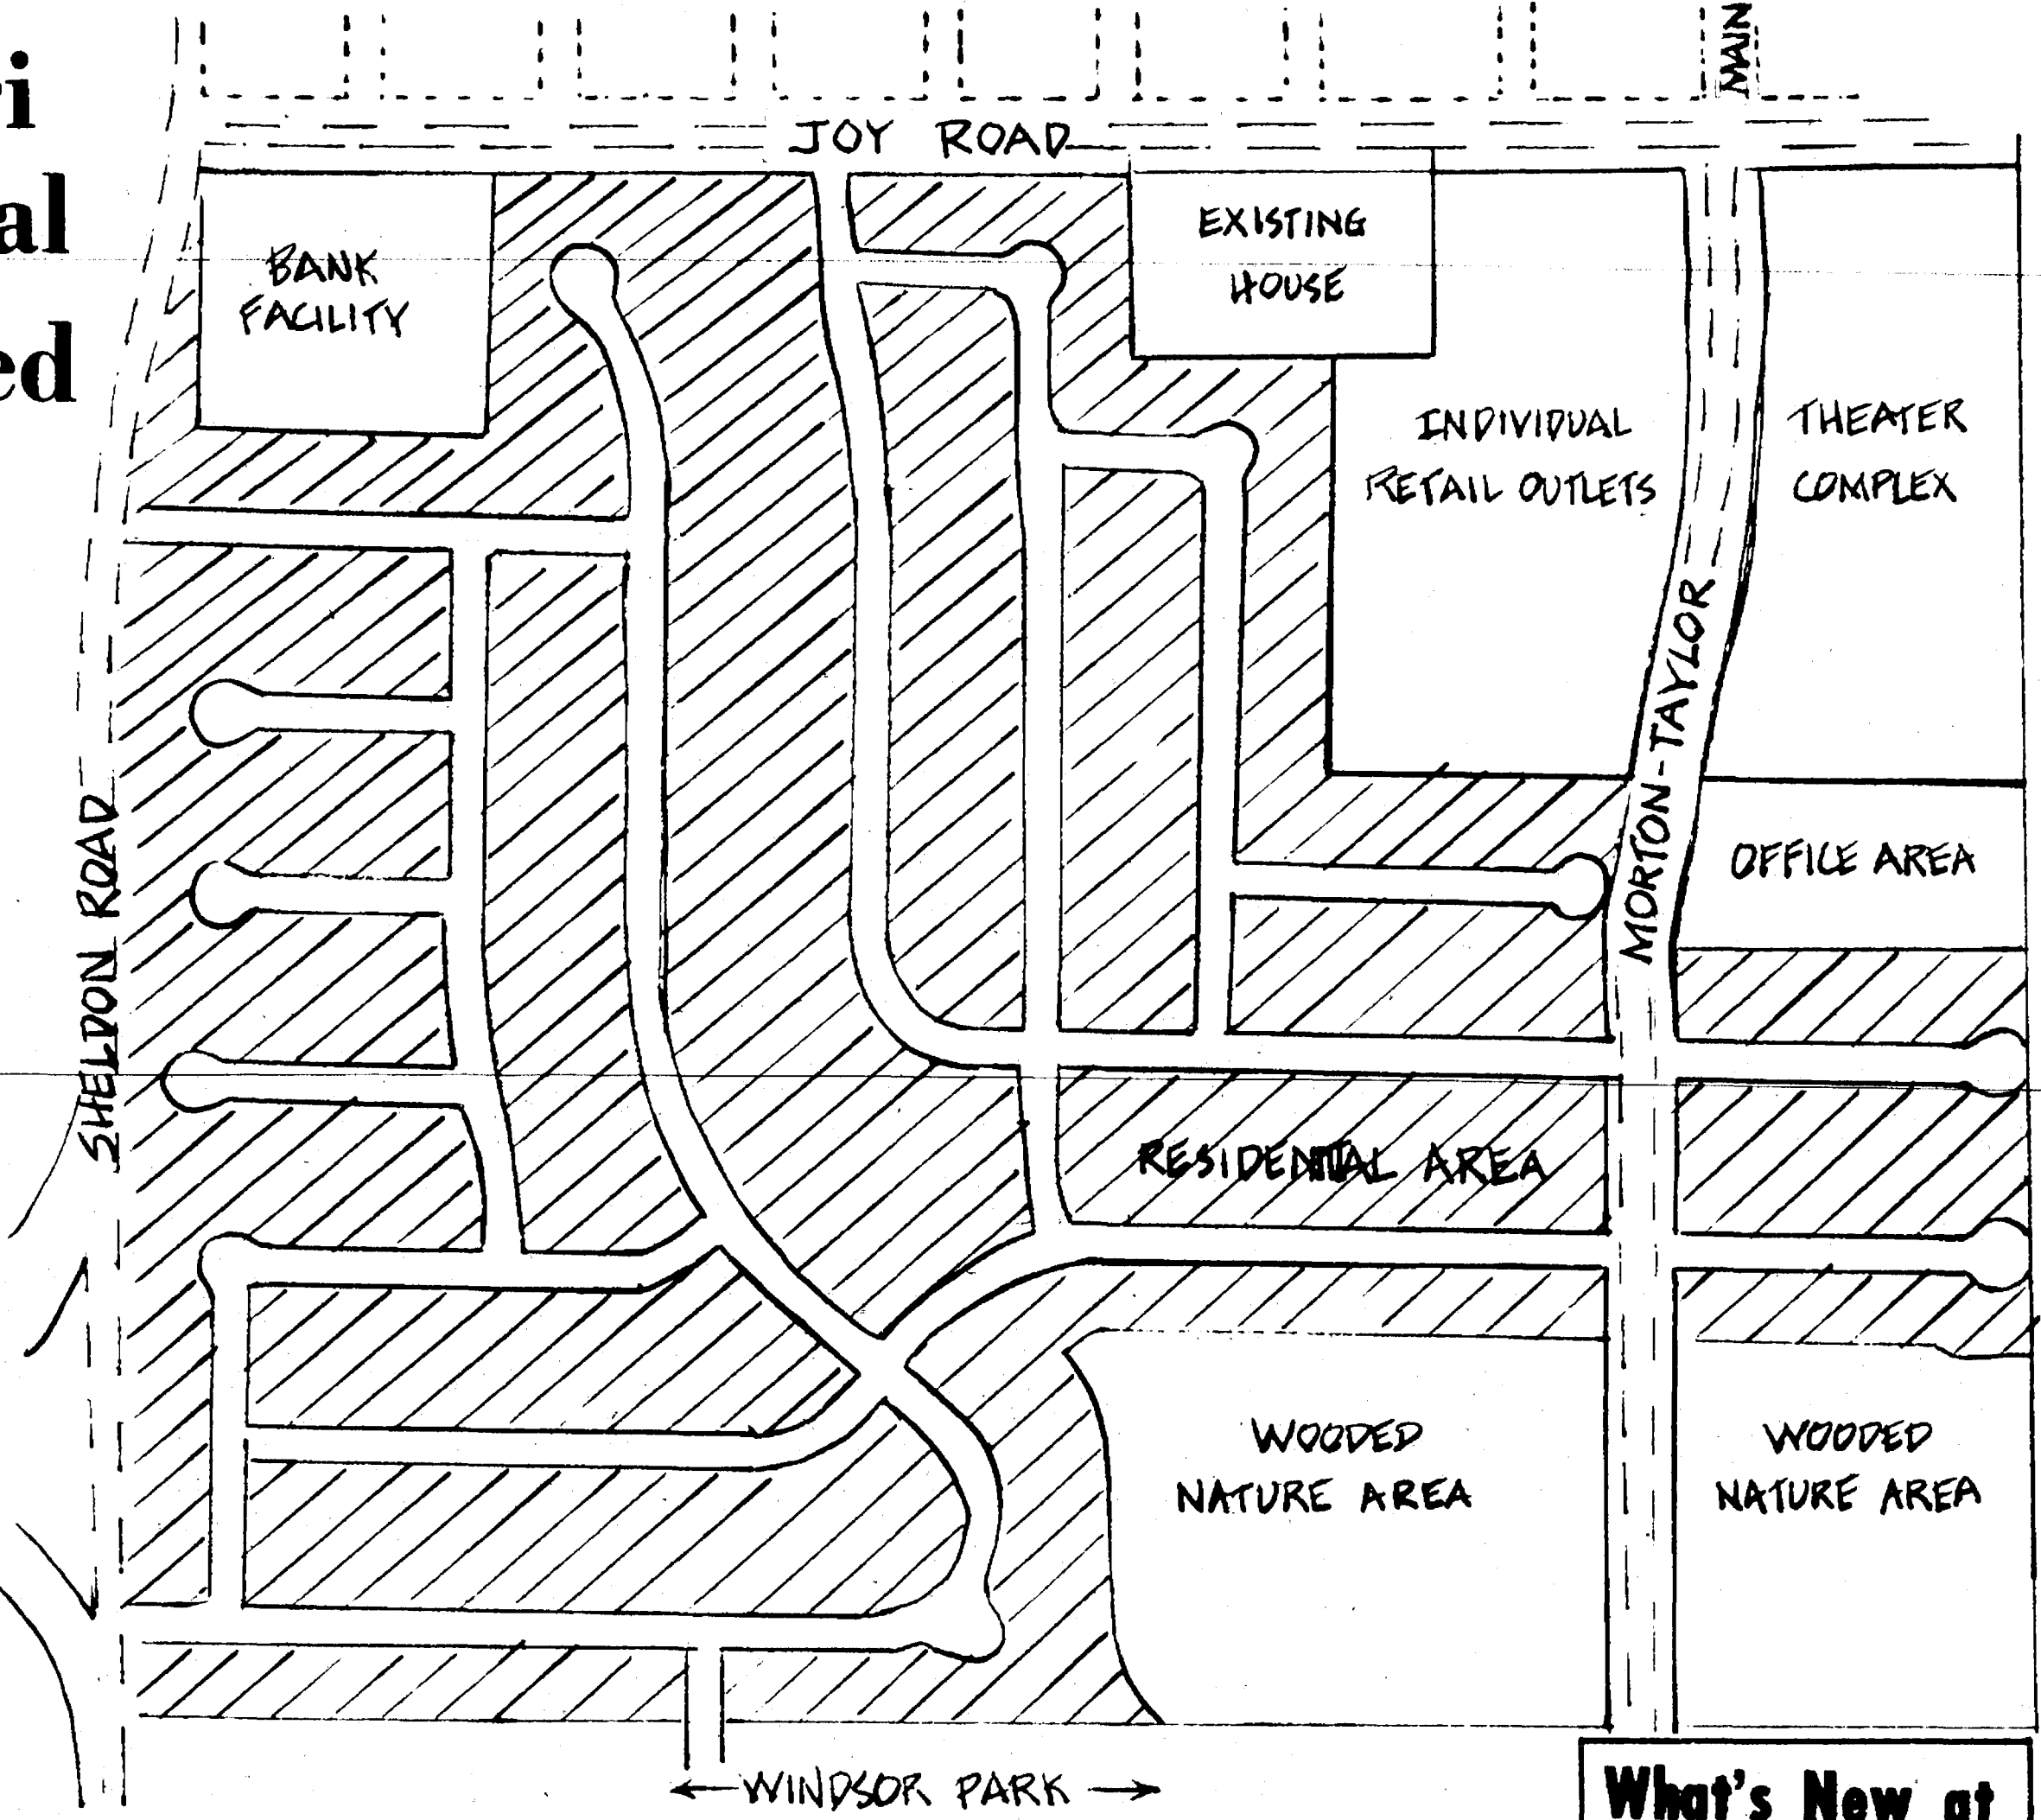 i
al
ed
MAIN
JOY ROAD
BANK
FACILITY
EXISTING
HOUSE
INDIVIDUAL
RETAIL OUTLETS
THEATER
COMPLEX
MORTON-TAYLOR
OFFICE AREA
SHELDON ROAD
RESIDENTIAL AREA
WOODED
NATURE AREA
WOODED
NATURE AREA
WINDSOR PARK
What's New at